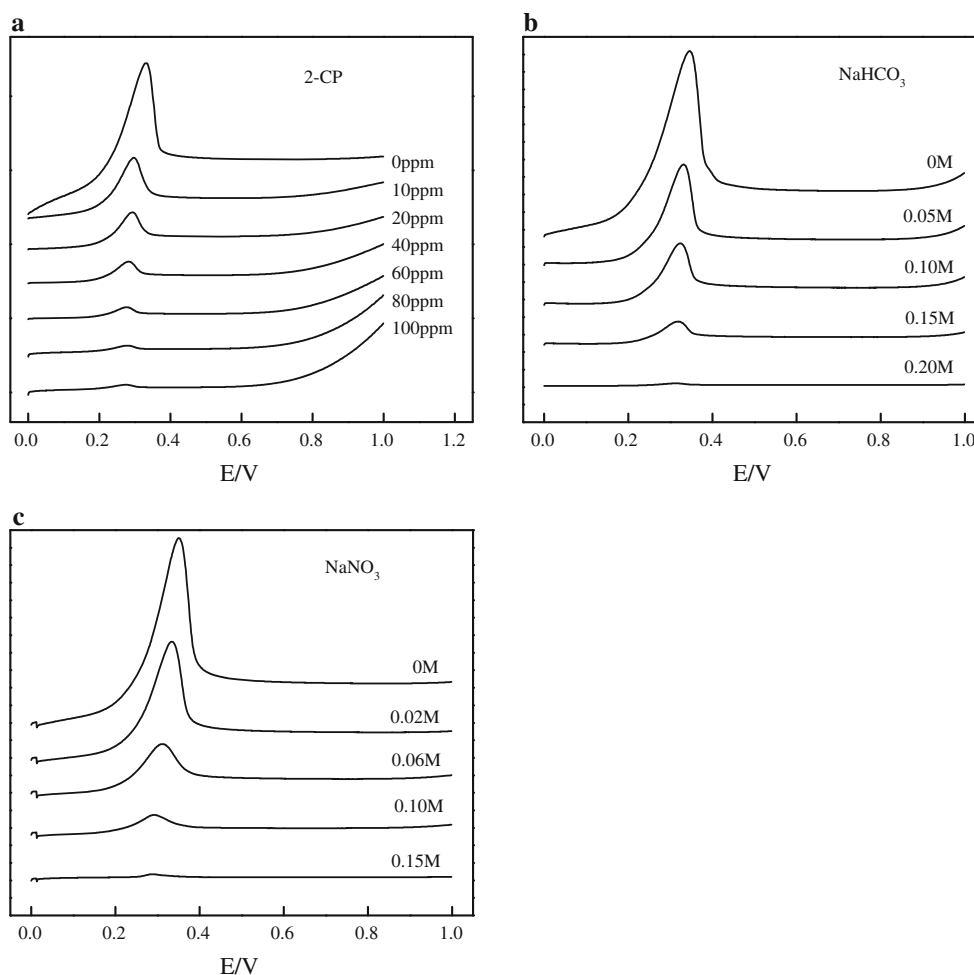 a
2-CP
0ppm
10ppm
20ppm
40ppm
60ppm
80ppm
100ppm
0.0 0.2 0.4 0.6 0.8 1.0 1.2
E/V
b
NaHCO₃
0M
0.05M
0.10M
0.15M
0.20M
0.0 0.2 0.4 0.6 0.8 1.0
E/V
c
NaNO₃
0M
0.02M
0.06M
0.10M
0.15M
0.0 0.2 0.4 0.6 0.8 1.0
E/V